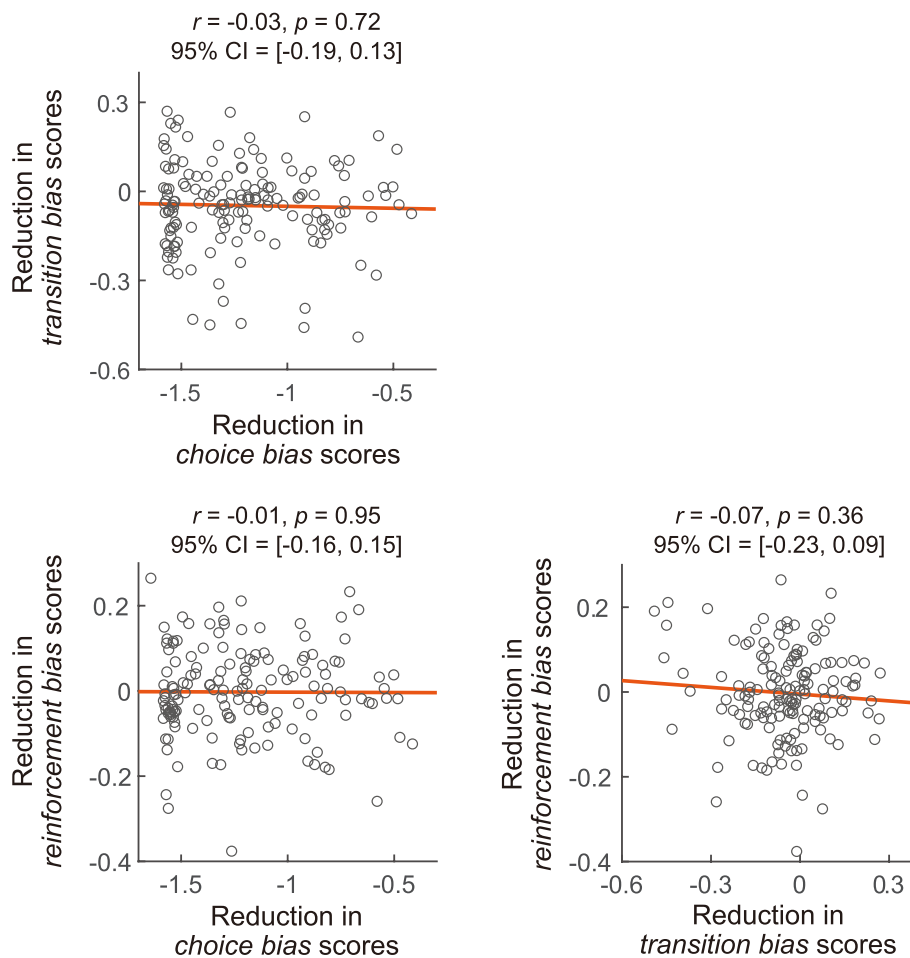 r = -0.03, p = 0.72
95% CI = [-0.19, 0.13]
Reduction in
transition bias scores
0.3
0
-0.3
-0.6
-1.5 -1 -0.5
Reduction in
choice bias scores
r = -0.01, p = 0.95
95% CI = [-0.16, 0.15]
Reduction in
reinforcement bias scores
0.2
0
-0.2
-0.4
-1.5 -1 -0.5
Reduction in
choice bias scores
r = -0.07, p = 0.36
95% CI = [-0.23, 0.09]
Reduction in
reinforcement bias scores
0.2
0
-0.2
-0.4
-0.6 -0.3 0 0.3
Reduction in
transition bias scores